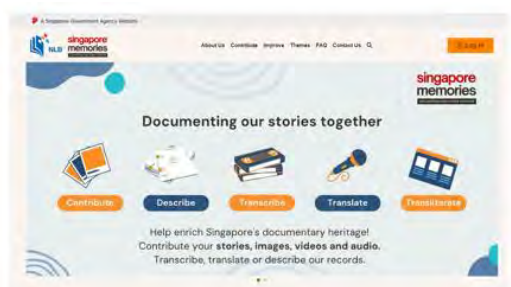 A Singapore Government Agency Website
NLB
singapore
memories
About Us Contribute Improve Themes FAQ Contact Us
Log In
singapore
memories
Documenting our stories together
Contribute
Describe
Transcribe
Translate
Transliterate
Help enrich Singapore's documentary heritage!
Contribute your stories, images, videos and audio.
Transcribe, translate or describe our records.